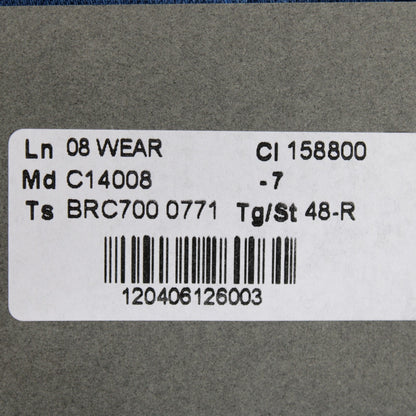 Ln 08 WEAR Cl 158800
Md C14008 -7
Ts BRC700 0771 Tg/St 48-R
120406126003